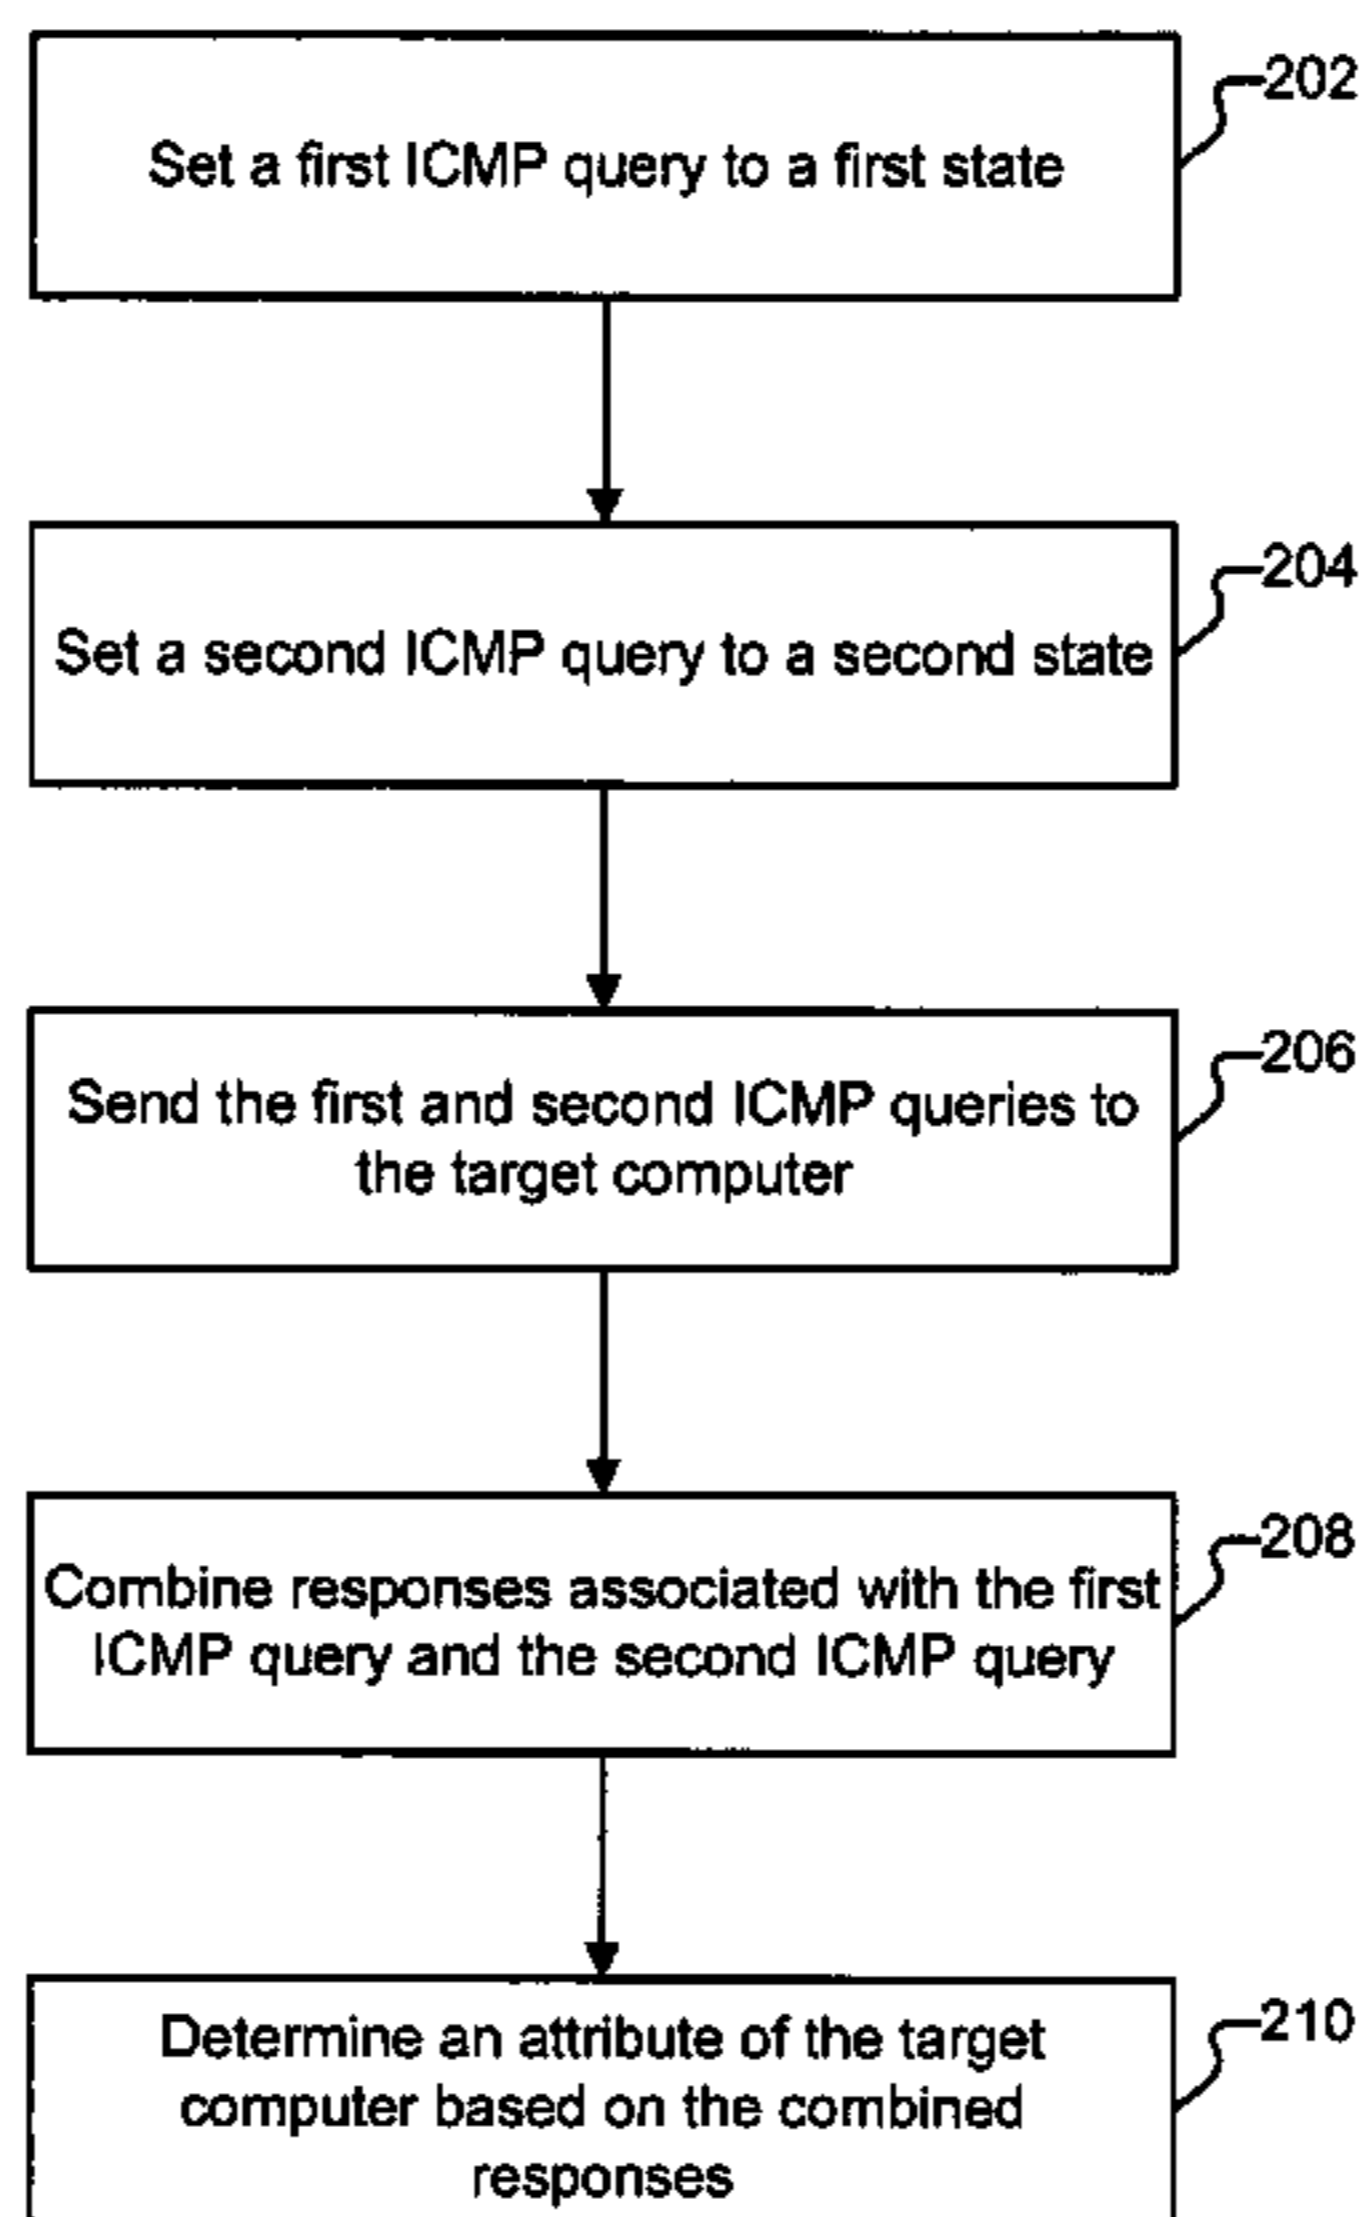 202
Set a first ICMP query to a first state
204
Set a second ICMP query to a second state
206
Send the first and second ICMP queries to
the target computer
208
Combine responses associated with the first
ICMP query and the second ICMP query
210
Determine an attribute of the target
computer based on the combined
responses